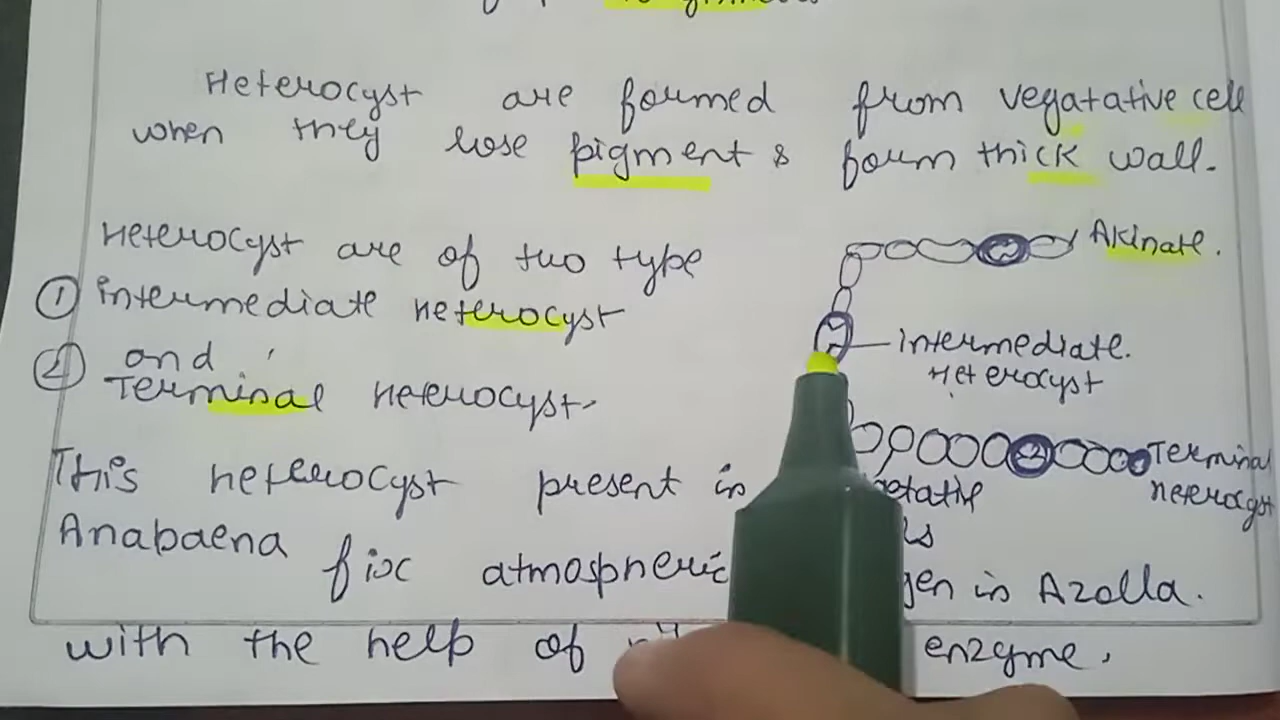 Heterocyst are formed from vegatative cell
when they lose pigment & form thick wall.
Heterocyst are of two type
① intermediate heterocyst
② and
Terminal heterocyst.
Akinate.
intermediate
Heterocyst
Terminal
heterocyst
This heterocyst present in
Anabaena fix atmospheric in Azolla.
with the help of enzyme.